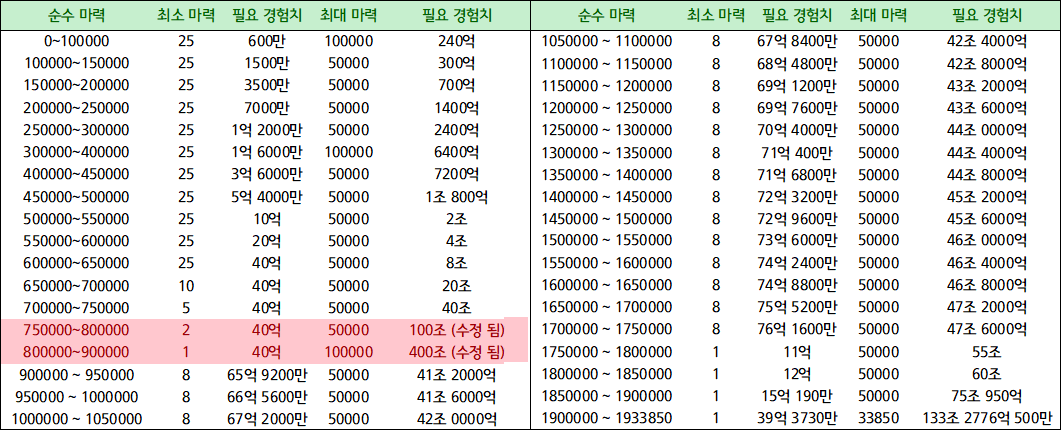 순수 마력 최소 마력 필요 경험치 최대 마력 필요 경험치
0~100000 25 600만 100000 240억
100000~150000 25 1500만 50000 300억
150000~200000 25 3500만 50000 700억
200000~250000 25 7000만 50000 1400억
250000~300000 25 1억 2000만 50000 2400억
300000~400000 25 1억 6000만 100000 6400억
400000~450000 25 3억 6000만 50000 7200억
450000~500000 25 5억 4000만 50000 1조 800억
500000~550000 25 10억 50000 2조
550000~600000 25 20억 50000 4조
600000~650000 25 40억 50000 8조
650000~700000 10 40억 50000 20조
700000~750000 5 40억 50000 40조
750000~800000 2 40억 50000 100조 (수정 됨)
800000~900000 1 40억 100000 400조 (수정 됨)
900000 ~ 950000 8 65억 9200만 50000 41조 2000억
950000 ~ 1000000 8 66억 5600만 50000 41조 6000억
1000000 ~ 1050000 8 67억 2000만 50000 42조 0000억
순수 마력 최소 마력 필요 경험치 최대 마력 필요 경험치
1050000 ~ 1100000 8 67억 8400만 50000 42조 4000억
1100000 ~ 1150000 8 68억 4800만 50000 42조 8000억
1150000 ~ 1200000 8 69억 1200만 50000 43조 2000억
1200000 ~ 1250000 8 69억 7600만 50000 43조 6000억
1250000 ~ 1300000 8 70억 4000만 50000 44조 0000억
1300000 ~ 1350000 8 71억 400만 50000 44조 4000억
1350000 ~ 1400000 8 71억 6800만 50000 44조 8000억
1400000 ~ 1450000 8 72억 3200만 50000 45조 2000억
1450000 ~ 1500000 8 72억 9600만 50000 45조 6000억
1500000 ~ 1550000 8 73억 6000만 50000 46조 0000억
1550000 ~ 1600000 8 74억 2400만 50000 46조 4000억
1600000 ~ 1650000 8 74억 8800만 50000 46조 8000억
1650000 ~ 1700000 8 75억 5200만 50000 47조 2000억
1700000 ~ 1750000 8 76억 1600만 50000 47조 6000억
1750000 ~ 1800000 1 11억 50000 55조
1800000 ~ 1850000 1 12억 50000 60조
1850000 ~ 1900000 1 15억 190만 50000 75조 950억
1900000 ~ 1933850 1 39억 3730만 33850 133조 2776억 500만